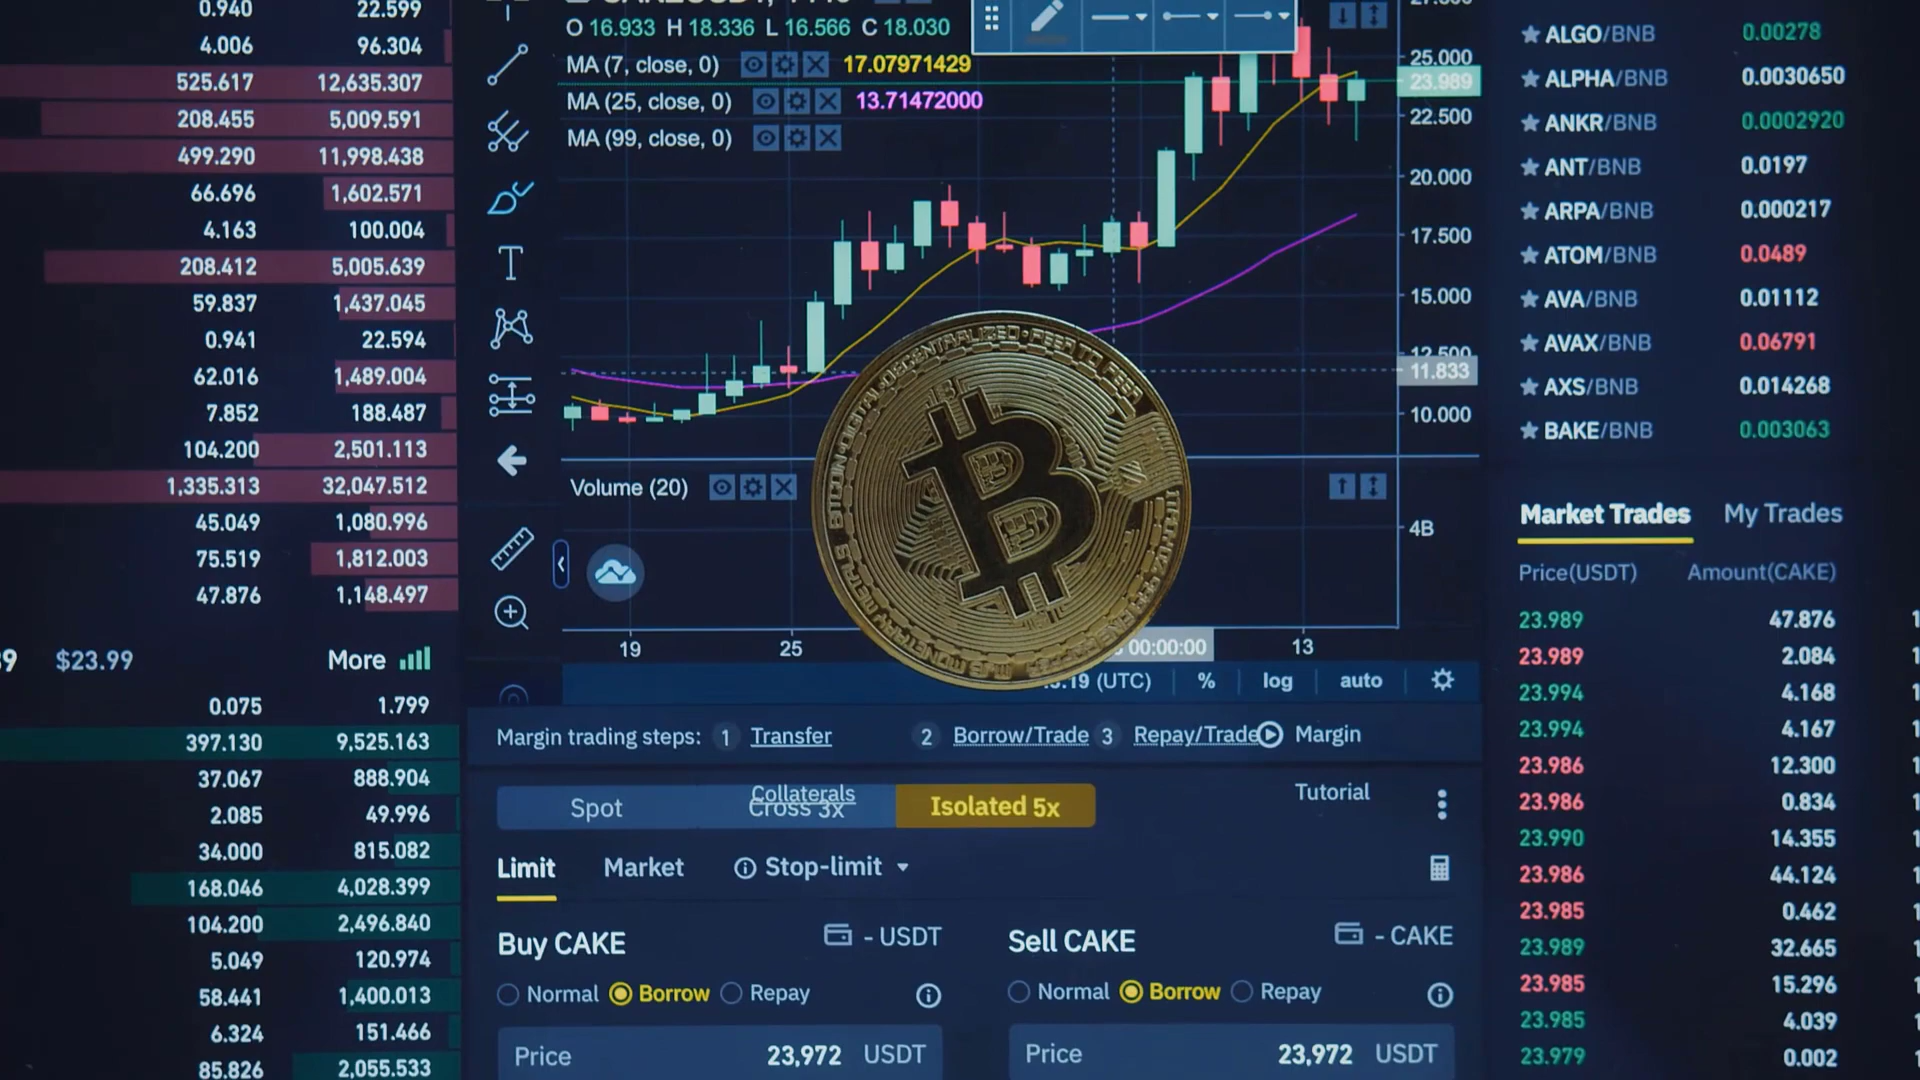 0.940 22.599
4.006 96.304
525.617 12,635.307
208.455 5,009.591
499.290 11,998.438
66.696 1,602.571
4.163 100.004
208.412 5,005.639
59.837 1,437.045
0.941 22.594
62.016 1,489.004
7.852 188.487
104.200 2,501.113
1,335.313 32,047.512
45.049 1,080.996
75.519 1,812.003
47.876 1,148.497
$23.99 More
0.075 1.799
397.130 9,525.163
37.067 888.904
2.085 49.996
34.000 815.082
168.046 4,028.399
104.200 2,496.840
5.049 120.974
58.441 1,400.013
6.324 151.466
85.826 2,055.533
O 16.933 H 18.336 L 16.566 C 18.030
MA (7, close, 0) 17.07971429
MA (25, close, 0) 13.71472000
MA (99, close, 0)
T
25.000
23.989
22.500
20.000
17.500
15.000
12.500
11.833
10.000
Volume (20)
4B
BITCOIN • DIGITAL • DECENTRALIZED • PEER TO PEER
B
19 25 00:00:00 13
(UTC) % log auto
Margin trading steps: 1 Transfer 2 Borrow/Trade 3 Repay/Trade Margin
Tutorial
Collaterals
Spot Cross 3x Isolated 5x
Limit Market Stop-limit
Buy CAKE - USDT
Normal Borrow Repay
Price 23,972 USDT
Sell CAKE - CAKE
Normal Borrow Repay
Price 23,972 USDT
ALGO/BNB 0.00278
ALPHA/BNB 0.0030650
ANKR/BNB 0.0002920
ANT/BNB 0.0197
ARPA/BNB 0.000217
ATOM/BNB 0.0489
AVA/BNB 0.01112
AVAX/BNB 0.06791
AXS/BNB 0.014268
BAKE/BNB 0.003063
Market Trades My Trades
Price(USDT) Amount(CAKE)
23.989 47.876
23.989 2.084
23.994 4.168
23.994 4.167
23.986 12.300
23.986 0.834
23.990 14.355
23.986 44.124
23.985 0.462
23.989 32.665
23.985 15.296
23.985 4.039
23.979 0.002